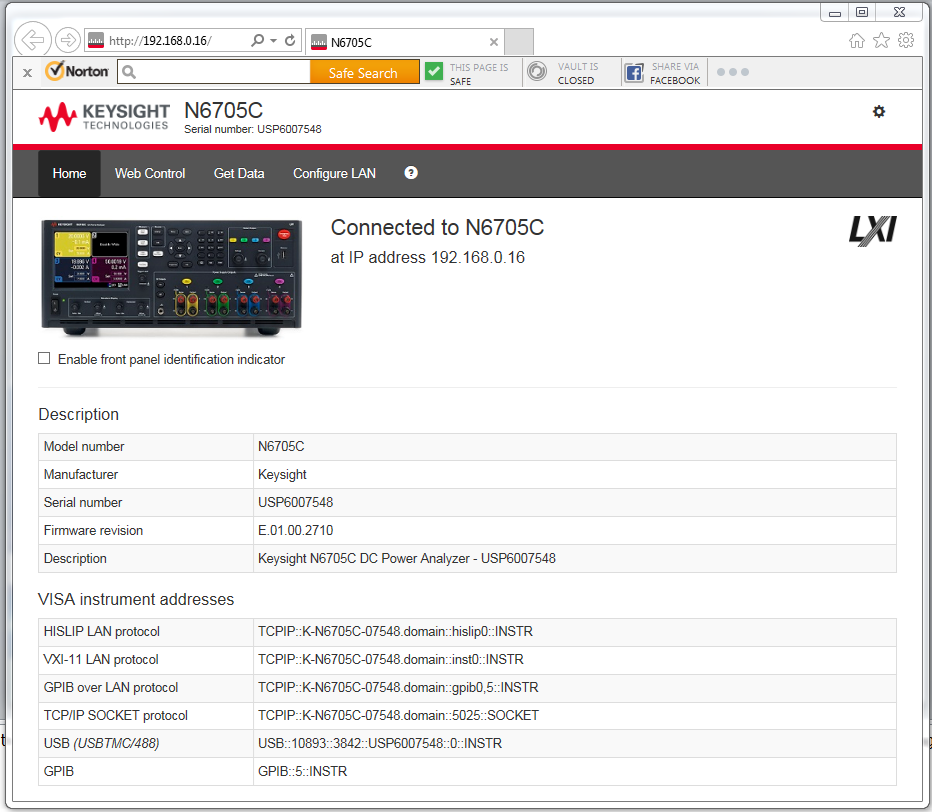 http://192.168.0.16/
N6705C
Norton
Safe Search
THIS PAGE IS
SAFE
VAULT IS
CLOSED
SHARE VIA
FACEBOOK
KEYSIGHT
TECHNOLOGIES
N6705C
Serial number: USP6007548
Home Web Control Get Data Configure LAN ?
Connected to N6705C
at IP address 192.168.0.16
LXI
Enable front panel identification indicator
Description
Model number N6705C
Manufacturer Keysight
Serial number USP6007548
Firmware revision E.01.00.2710
Description Keysight N6705C DC Power Analyzer - USP6007548
VISA instrument addresses
HISLIP LAN protocol TCPIP::K-N6705C-07548.domain::hislip0::INSTR
VXI-11 LAN protocol TCPIP::K-N6705C-07548.domain::inst0::INSTR
GPIB over LAN protocol TCPIP::K-N6705C-07548.domain::gpib0,5::INSTR
TCP/IP SOCKET protocol TCPIP::K-N6705C-07548.domain::5025::SOCKET
USB (USBTMC/488) USB::10893::3842::USP6007548::0::INSTR
GPIB GPIB::5::INSTR